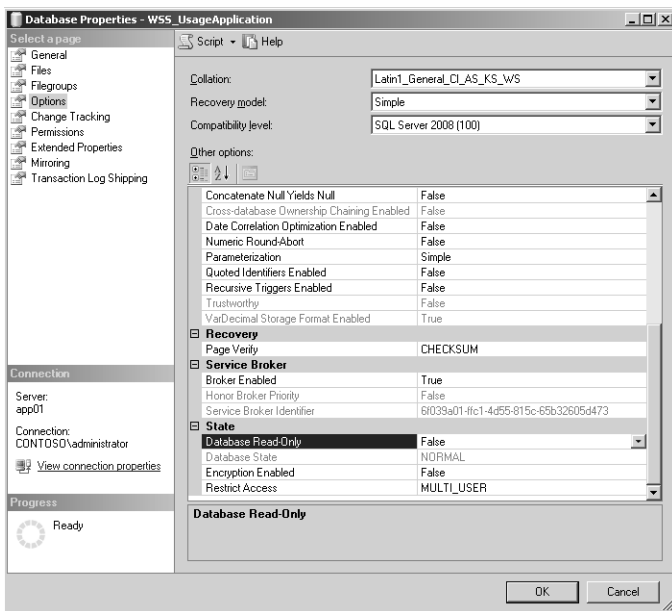 Database Properties - WSS_UsageApplication
Select a page
General
Files
Filegroups
Options
Change Tracking
Permissions
Extended Properties
Mirroring
Transaction Log Shipping
Connection
Server:
app01
Connection:
CONTOSO\administrator
View connection properties
Progress
Ready
Script Help
Collation: Latin1_General_CI_AS_KS_WS
Recovery model: Simple
Compatibility level: SQL Server 2008 (100)
Other options:
Concatenate Null Yields Null False
Cross-database Ownership Chaining Enabled False
Date Correlation Optimization Enabled False
Numeric Round-Abort False
Parameterization Simple
Quoted Identifiers Enabled False
Recursive Triggers Enabled False
Trustworthy False
VarDecimal Storage Format Enabled True
Recovery
Page Verify CHECKSUM
Service Broker
Broker Enabled True
Honor Broker Priority False
Service Broker Identifier 6f039a01-ffc1-4d55-815c-65b32605d473
State
Database Read-Only False
Database State NORMAL
Encryption Enabled False
Restrict Access MULTI_USER
Database Read-Only
OK Cancel